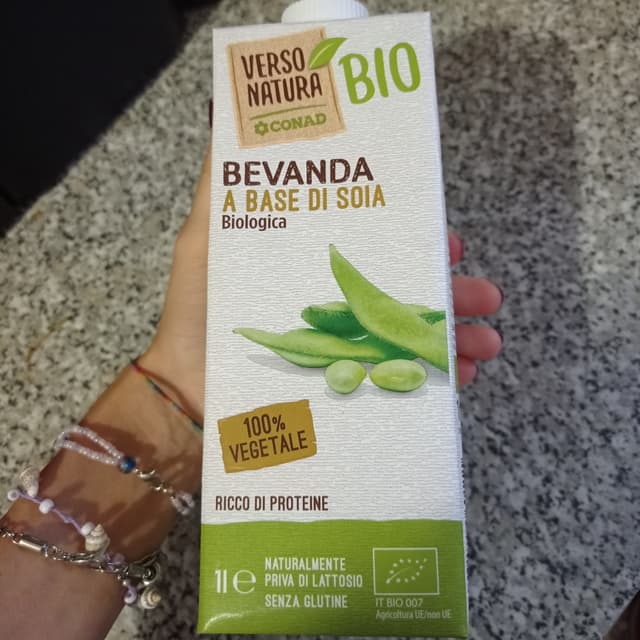 VERSO
NATURA
CONAD
BIO
BEVANDA
A BASE DI SOIA
Biologica
100%
VEGETALE
RICCO DI PROTEINE
1l e
NATURALMENTE
PRIVA DI LATTOSIO
SENZA GLUTINE
IT BIO 007
Agricoltura UE/non UE